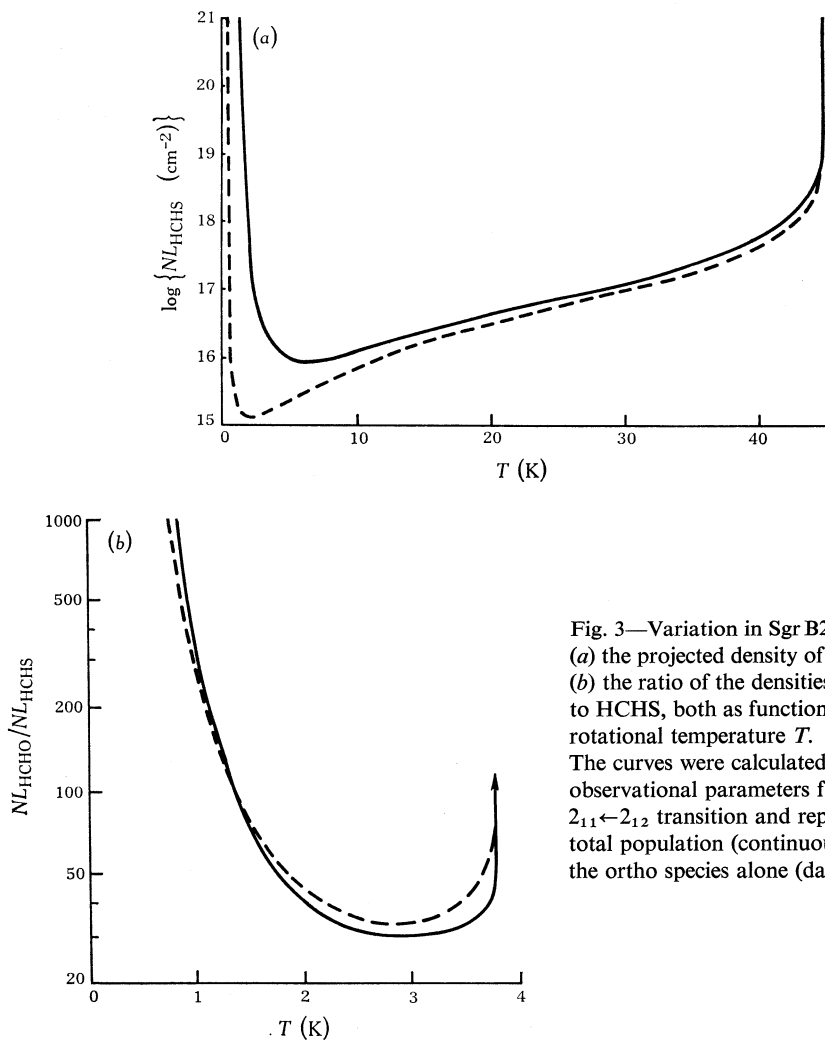 (a)
21
20
19
18
17
16
15
log {NL_HCHS (cm⁻²)}
0 10 20 30 40
T (K)
(b)
1000
500
200
100
50
20
NL_HCHO/NL_HCHS
0 1 2 3 4
. T (K)
Fig. 3—Variation in Sgr B2
(a) the projected density of
(b) the ratio of the densities
to HCHS, both as function
rotational temperature T.
The curves were calculated
observational parameters f
2₁₁←2₁₂ transition and rep
total population (continuou
the ortho species alone (da